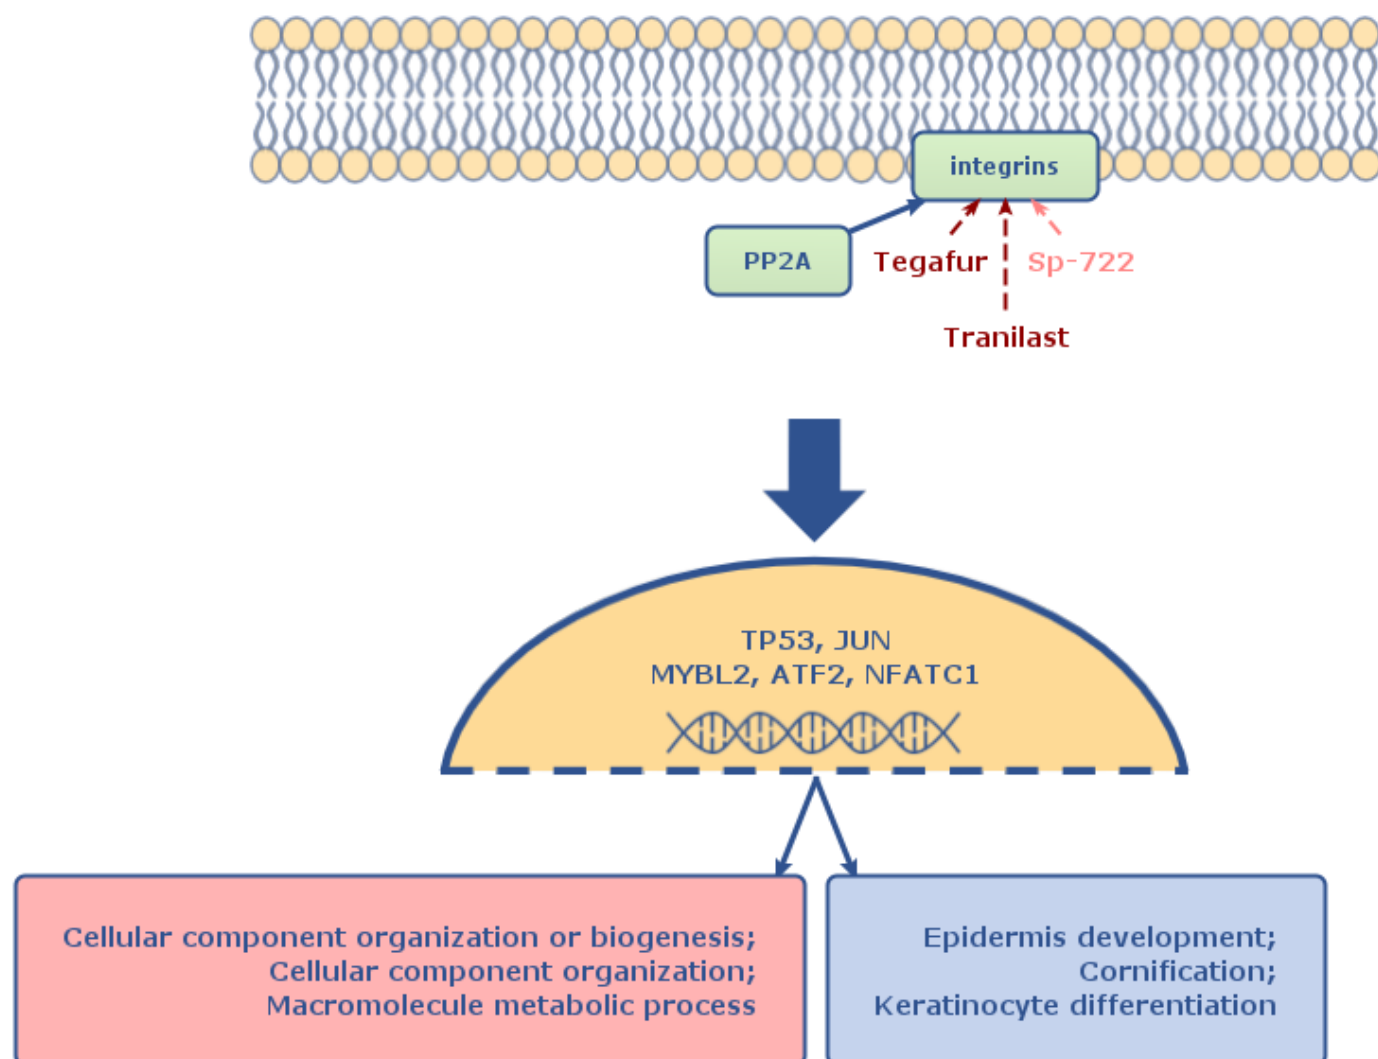 integrins
PP2A
Tegafur
Sp-722
Tranilast
TP53, JUN
MYBL2, ATF2, NFATC1
Cellular component organization or biogenesis;
Cellular component organization;
Macromolecule metabolic process
Epidermis development;
Cornification;
Keratinocyte differentiation